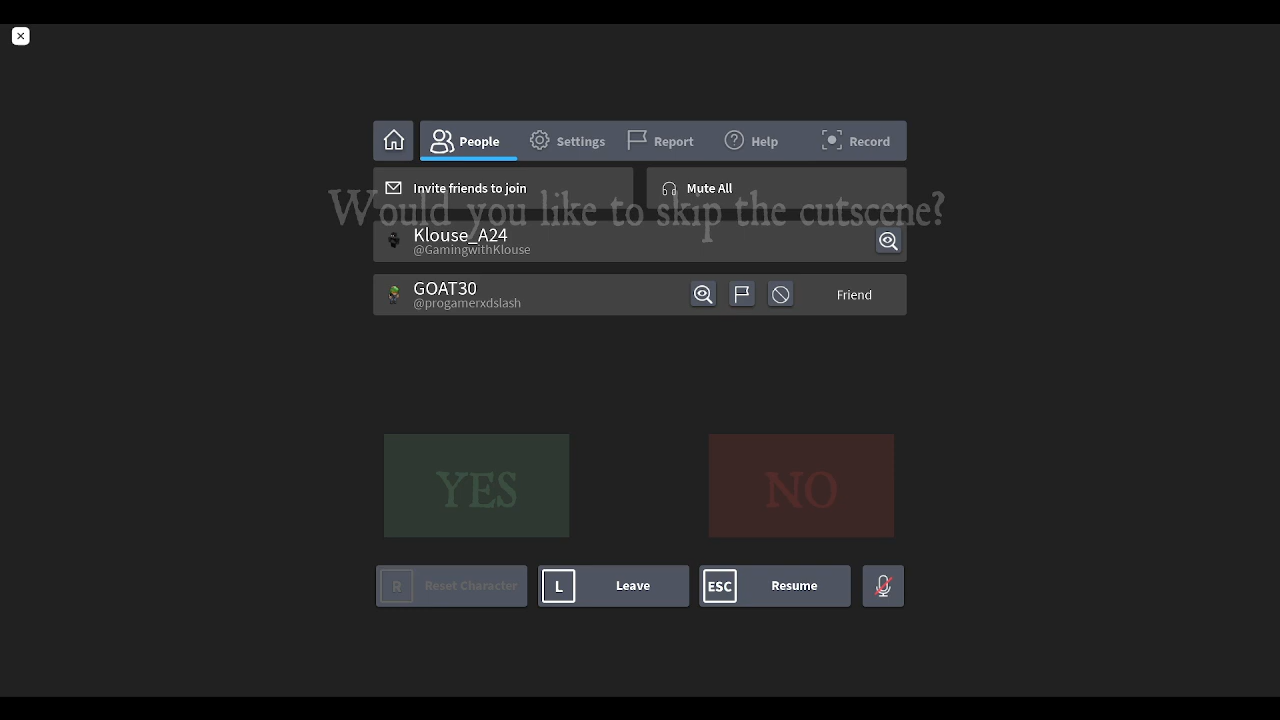 People Settings Report Help Record
Invite friends to join Mute All
Would you like to skip the cutscene?
Klouse_A24
@GamingwithKlouse
GOAT30
@progamerxdslash
Friend
YES NO
R Reset Character L Leave ESC Resume